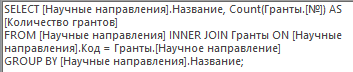 SELECT [Научные направления].Название, Count(Гранты.[№]) AS
[Количество грантов]
FROM [Научные направления] INNER JOIN Гранты ON [Научные
направления].Код = Гранты.[Научное направление]
GROUP BY [Научные направления].Название;